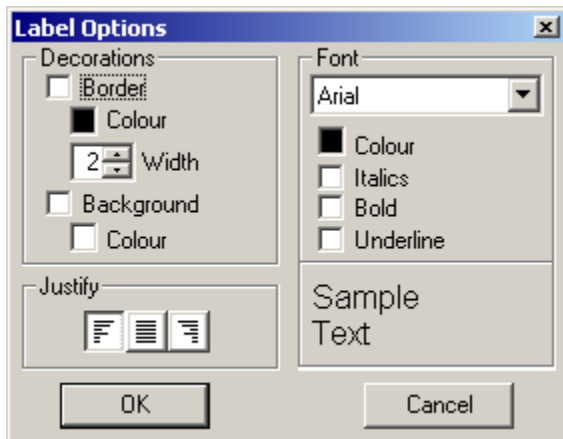 Label Options
Decorations
Border
Colour
2 Width
Background
Colour
Justify
Font
Arial
Colour
Italics
Bold
Underline
Sample
Text
OK
Cancel